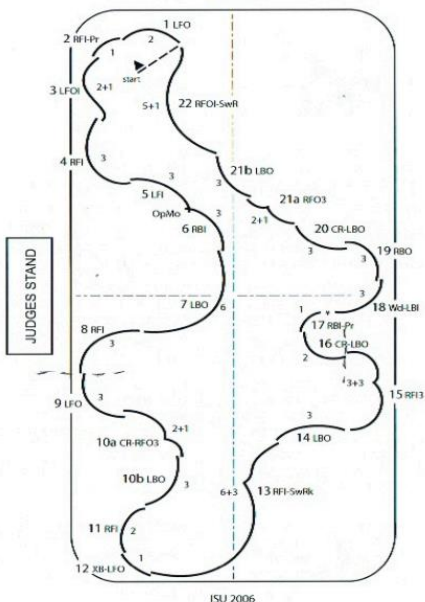 1 LFO
2 RFI-Pr
1
2
start
3 LFOI
2+1
5+1
22 RFOI-SwR
4 RFI
3
21b LBO
3
5 LFI
3
21a RFO3
2+1
OpMo
3
6 RBI
20 CR-LBO
3
19 RBO
3
JUDGES STAND
7 LBO
6
3
18 Wd-LBI
1
17 RBI-Pr
8 RFI
3
16 CR-LBO
2
3+3
15 RFI3
9 LFO
3
3
14 LBO
10a CR-RFO3
2+1
10b LBO
3
6+3
13 RFI-SwRk
11 RFI
2
12 XB-LFO
1
ISU 2006